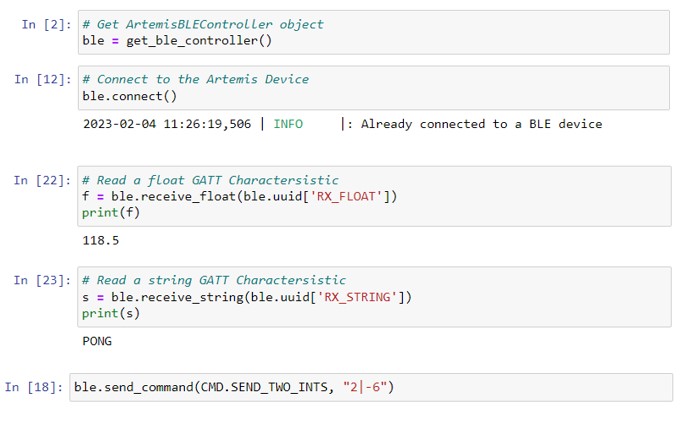 In [2]: # Get ArtemisBLEController object
ble = get_ble_controller()
In [12]: # Connect to the Artemis Device
ble.connect()
2023-02-04 11:26:19,506 | INFO     |: Already connected to a BLE device
In [22]: # Read a float GATT Charactersistic
f = ble.receive_float(ble.uuid['RX_FLOAT'])
print(f)
118.5
In [23]: # Read a string GATT Charactersistic
s = ble.receive_string(ble.uuid['RX_STRING'])
print(s)
PONG
In [18]: ble.send_command(CMD.SEND_TWO_INTS, "2|-6")